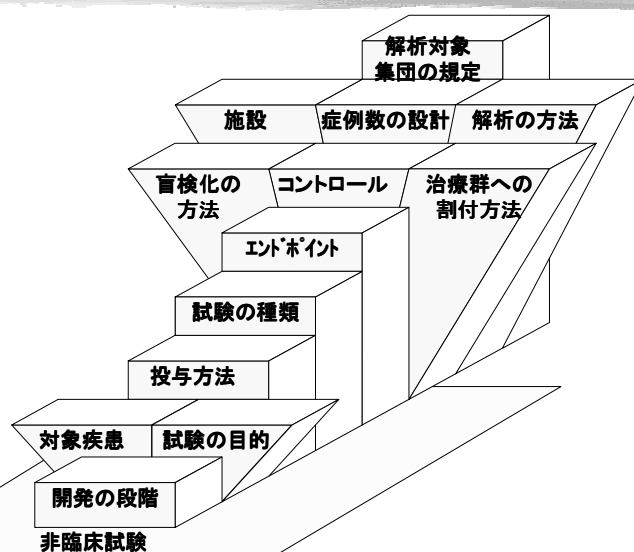 解析対象
集団の規定
施設
症例数の設計
解析の方法
盲検化の
方法
コントロール
治療群への
割付方法
エンドポイント
試験の種類
投与方法
対象疾患
試験の目的
開発の段階
非臨床試験